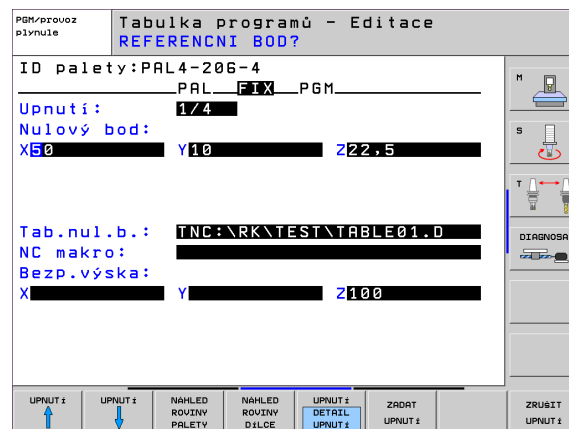 PGM/provoz
plynule
Tabulka programů - Editace
REFERENCNI BOD?
ID palety:PAL4-206-4
PAL FIX PGM
Upnutí: 1/4
Nulový bod:
X50 Y10 Z22,5
Tab.nul.b.: TNC:\RK\TEST\TABLE01.D
NC makro:
Bezp.výska:
X Y Z100
M
S
T
DIAGNOSA
UPNUTÍ
UPNUTÍ
NAHLED
ROVINY
PALETY
NAHLED
ROVINY
DÍLCE
UPNUTÍ
DETAIL
UPNUTÍ
ZADAT
UPNUTÍ
ZRUŠIT
UPNUTÍ